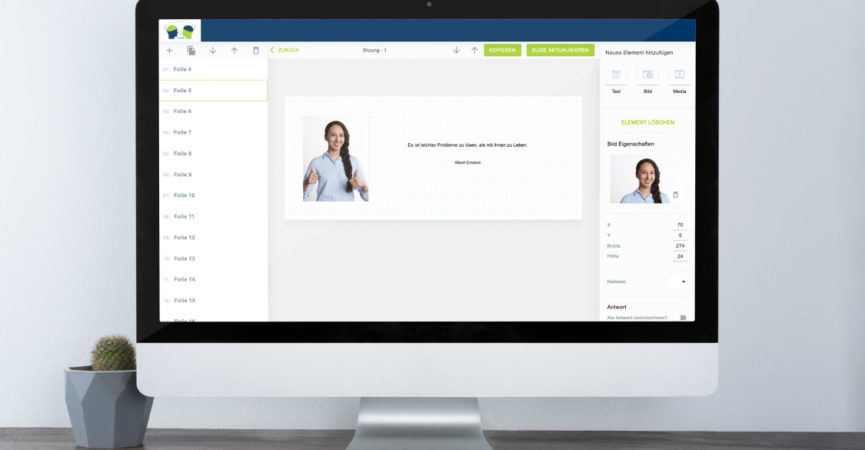 ZURÜCK
Sitzung - 1
KOPIEREN
SLIDE AKTUALISIEREN
Neues Element hinzufügen
Folie 4
Folie 5
Folie 6
Folie 7
Folie 8
Folie 9
Folie 10
Folie 11
Folie 12
Folie 13
Folie 14
Folie 15
Es ist leichter Probleme zu lösen, als mit ihnen zu Leben.
Albert Einstein
Text
Bild
Media
ELEMENT LÖSCHEN
Bild Eigenschaften
X 70
Y 5
Breite 274
Höhe 24
Rahmen
Antwort
Als Antwort kennzeichnen?